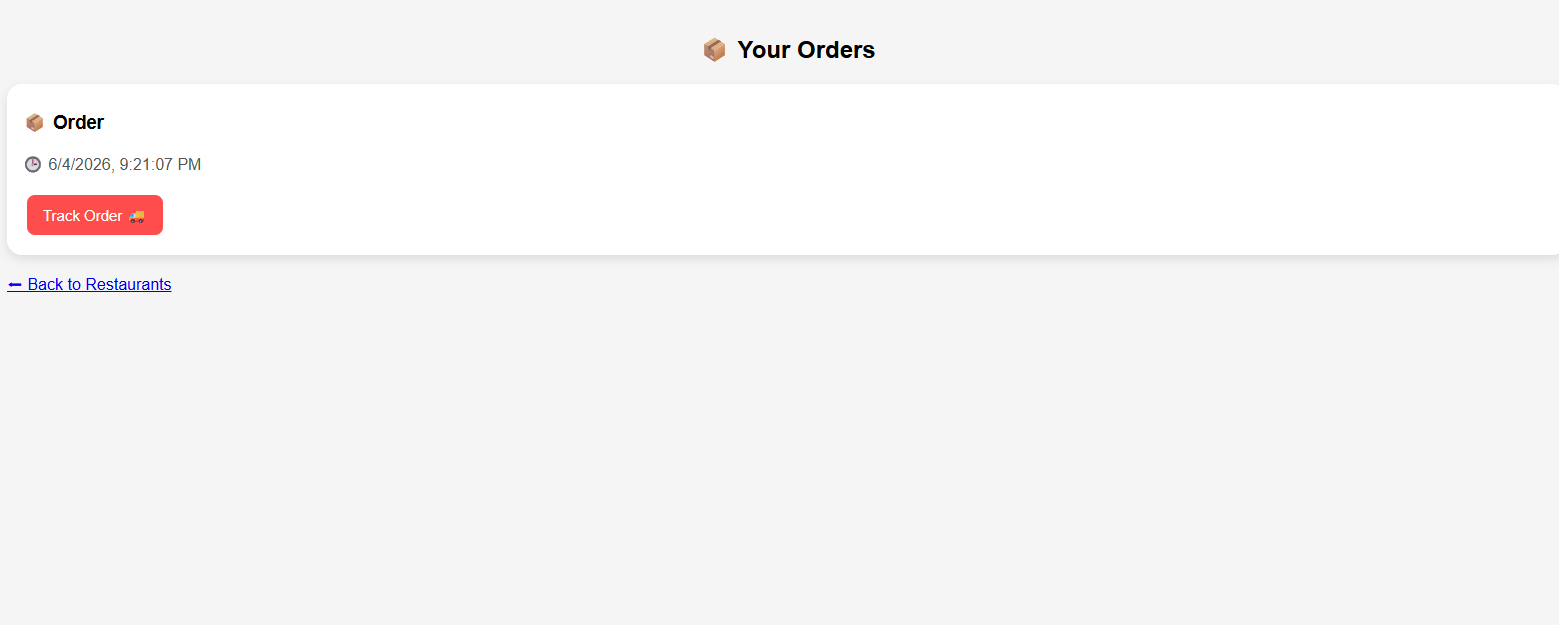 📦 Your Orders
📦 Order
🕒 6/4/2026, 9:21:07 PM
Track Order 🚚
⬅ Back to Restaurants